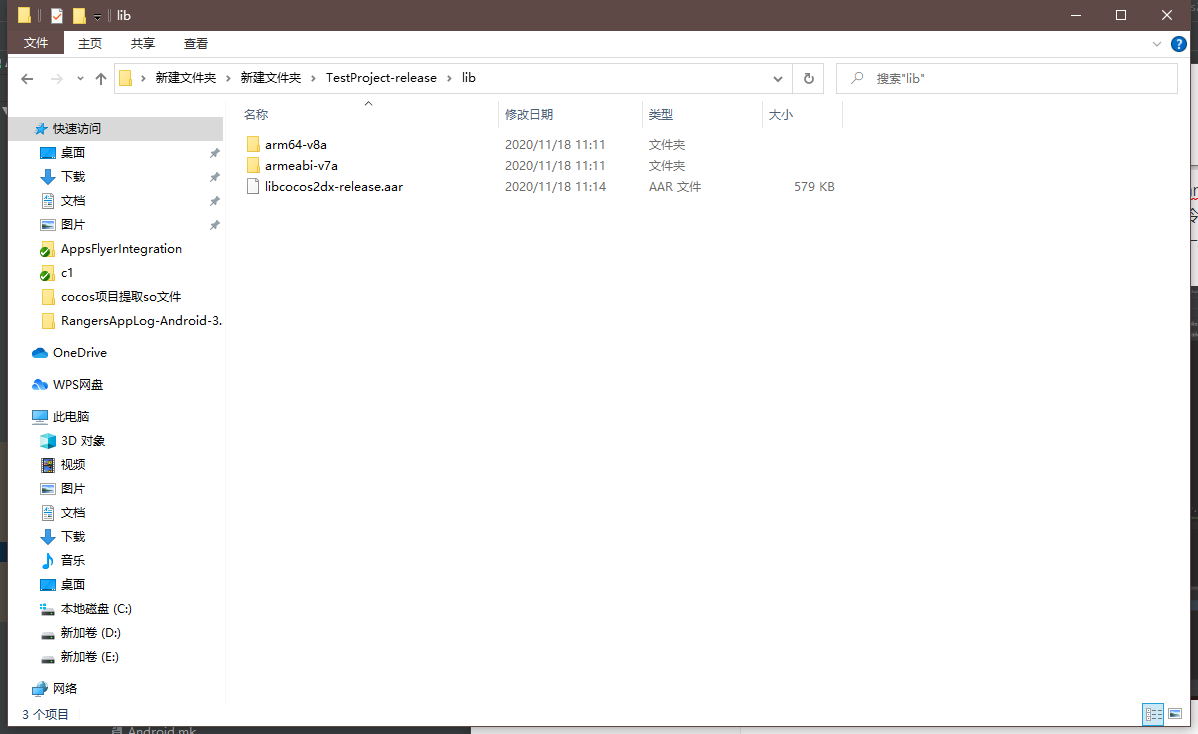 lib
文件 主页 共享 查看
新建文件夹 新建文件夹 TestProject-release lib
搜索"lib"
名称 修改日期 类型 大小
arm64-v8a 2020/11/18 11:11 文件夹
armeabi-v7a 2020/11/18 11:11 文件夹
libcocos2dx-release.aar 2020/11/18 11:14 AAR 文件 579 KB
快速访问
桌面
下载
文档
图片
AppsFlyerIntegration
c1
cocos项目提取so文件
RangersAppLog-Android-3.
OneDrive
WPS网盘
此电脑
3D 对象
视频
图片
文档
下载
音乐
桌面
本地磁盘 (C:)
新加卷 (D:)
新加卷 (E:)
网络
3 个项目
Android.mk